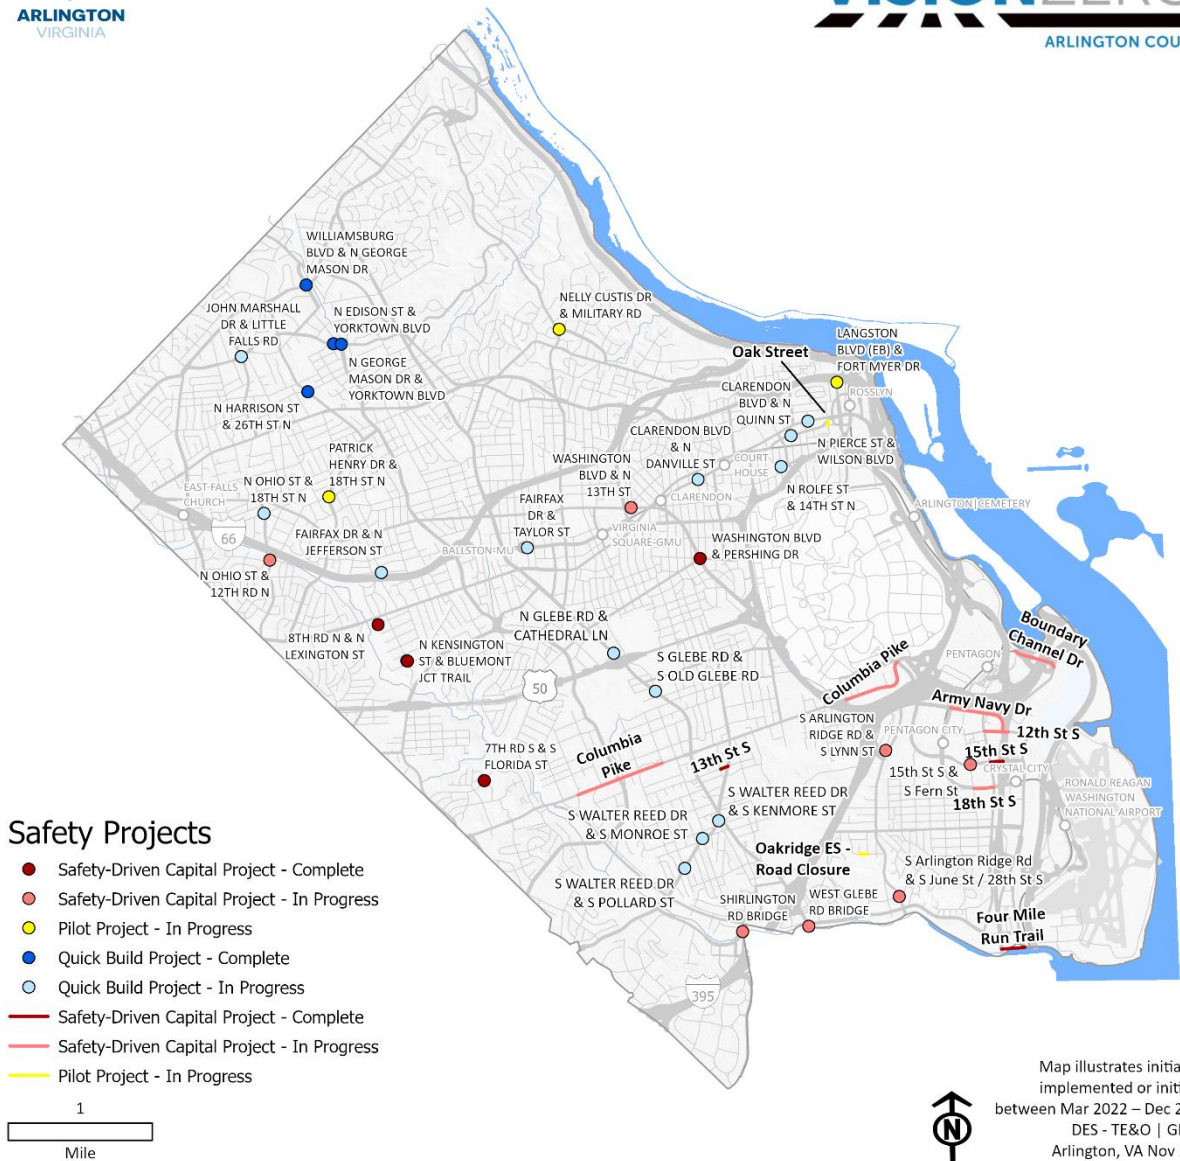 ARLINGTON
VIRGINIA
VISIONZERO
ARLINGTON COU
WILLIAMSBURG
BLVD & N GEORGE
MASON DR
JOHN MARSHALL
DR & LITTLE
FALLS RD
N EDISON ST &
YORKTOWN BLVD
N GEORGE
MASON DR &
YORKTOWN BLVD
N HARRISON ST
& 26TH ST N
NELLY CUSTIS DR
& MILITARY RD
LANGSTON
BLVD (EB) &
FORT MYER DR
Oak Street
ROSSLYN
CLARENDON
BLVD & N
QUINN ST
N PIERCE ST &
WILSON BLVD
CLARENDON BLVD
& N
DANVILLE ST
COURT
HOUSE
N ROLFE ST
& 14TH ST N
WASHINGTON
BLVD & N
13TH ST
CLARENDON
PATRICK
HENRY DR &
18TH ST N
EAST FALLS
CHURCH
N OHIO ST &
18TH ST N
66
FAIRFAX DR & N
JEFFERSON ST
FAIRFAX
DR &
TAYLOR ST
BALLSTON-MU
VIRGINIA
SQUARE-GMU
WASHINGTON BLVD
& PERSHING DR
ARLINGTON CEMETERY
N OHIO ST &
12TH RD N
8TH RD N & N
LEXINGTON ST
N KENSINGTON
ST & BLUEMONT
JCT TRAIL
N GLEBE RD &
CATHEDRAL LN
S GLEBE RD &
S OLD GLEBE RD
50
Boundary
Channel Dr
PENTAGON
Columbia Pike
Army Navy Dr
12th St S
S ARLINGTON
RIDGE RD &
S LYNN ST
PENTAGON CITY
15th St S
15th St S &
S Fern St
CRYSTAL CITY
18th St S
RONALD REAGAN
WASHINGTON
NATIONAL AIRPORT
7TH RD S & S
FLORIDA ST
Columbia
Pike
13th St S
S WALTER REED DR
& S KENMORE ST
S WALTER REED DR
& S MONROE ST
S WALTER REED DR
& S POLLARD ST
Oakridge ES -
Road Closure
S Arlington Ridge Rd
& S June St / 28th St S
SHIRLINGTON
RD BRIDGE
WEST GLEBE
RD BRIDGE
Four Mile
Run Trail
395
Safety Projects
Safety-Driven Capital Project - Complete
Safety-Driven Capital Project - In Progress
Pilot Project - In Progress
Quick Build Project - Complete
Quick Build Project - In Progress
Safety-Driven Capital Project - Complete
Safety-Driven Capital Project - In Progress
Pilot Project - In Progress
1
Mile
N
Map illustrates initia
implemented or initi
between Mar 2022 – Dec 2
DES - TE&O | GI
Arlington, VA Nov